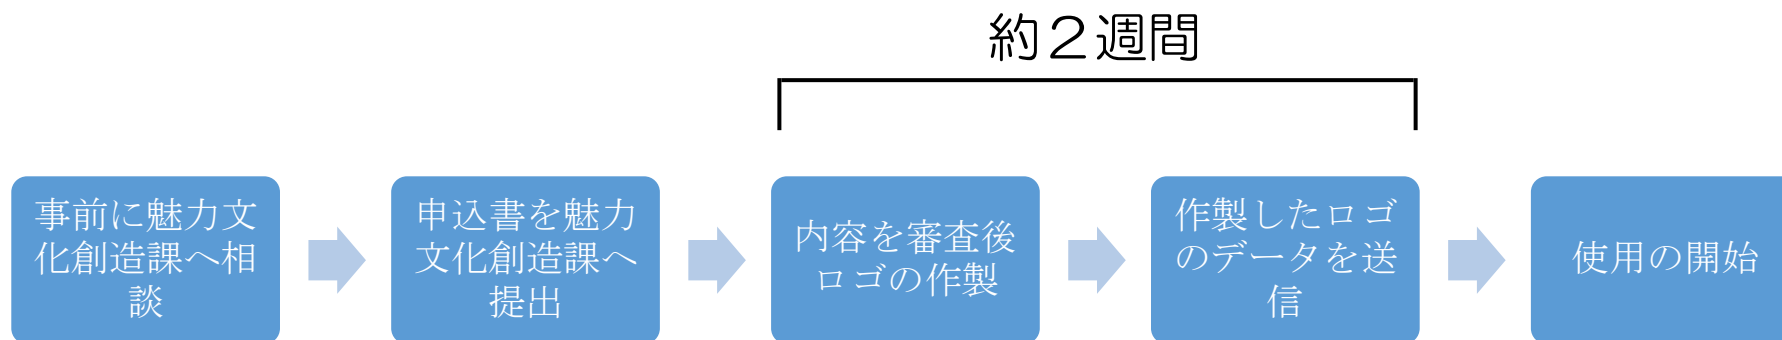 約２週間
事前に魅力文
化創造課へ相
談
申込書を魅力
文化創造課へ
提出
内容を審査後
ロゴの作製
作製したロゴ
のデータを送
信
使用の開始